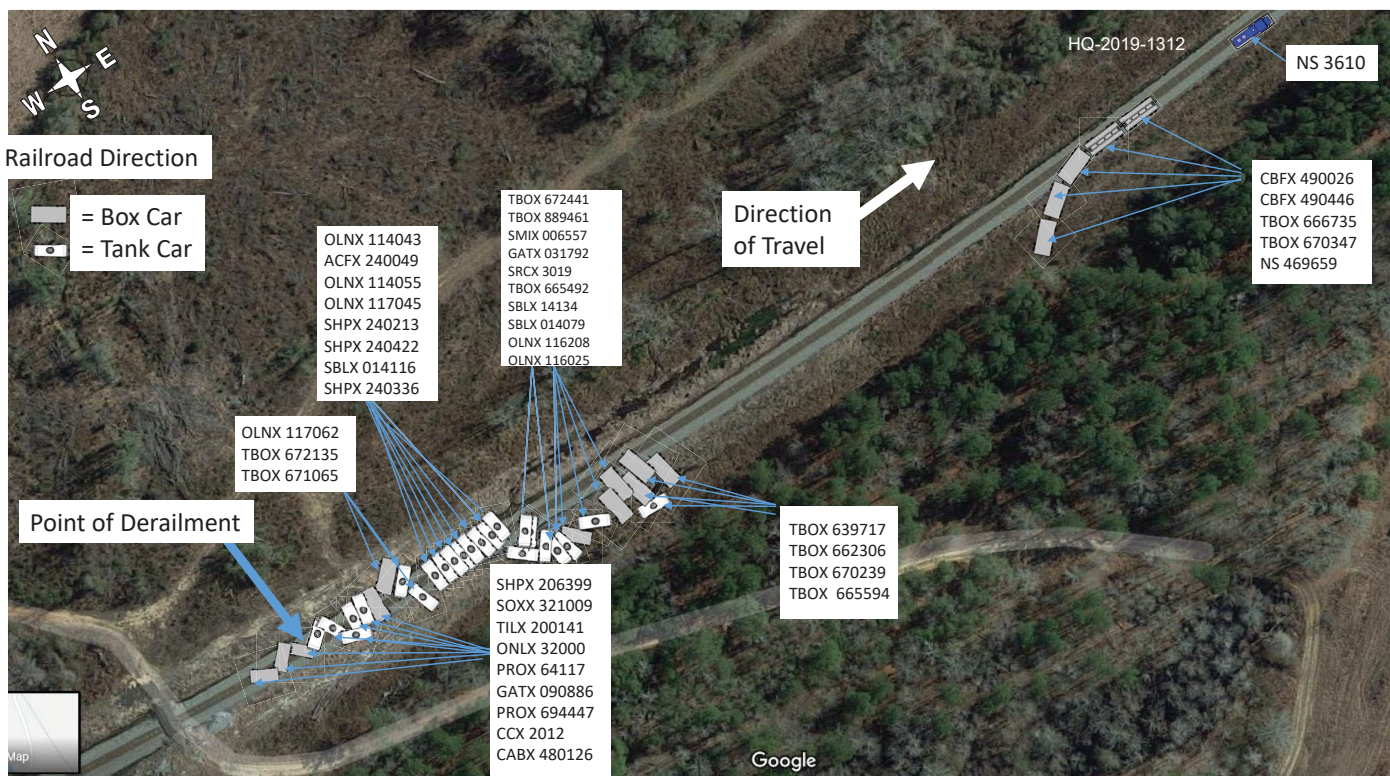 N
E
W
S
Railroad Direction
= Box Car
= Tank Car
HQ-2019-1312
NS 3610
Direction
of Travel
CBFX 490026
CBFX 490446
TBOX 666735
TBOX 670347
NS 469659
TBOX 672441
TBOX 889461
SMIX 006557
GATX 031792
SRCX 3019
TBOX 665492
SBLX 14134
SBLX 014079
OLNX 116208
OLNX 116025
OLNX 114043
ACFX 240049
OLNX 114055
OLNX 117045
SHPX 240213
SHPX 240422
SBLX 014116
SHPX 240336
OLNX 117062
TBOX 672135
TBOX 671065
Point of Derailment
TBOX 639717
TBOX 662306
TBOX 670239
TBOX 665594
SHPX 206399
SOXX 321009
TILX 200141
ONLX 32000
PROX 64117
GATX 090886
PROX 694447
CCX 2012
CABX 480126
Map
Google